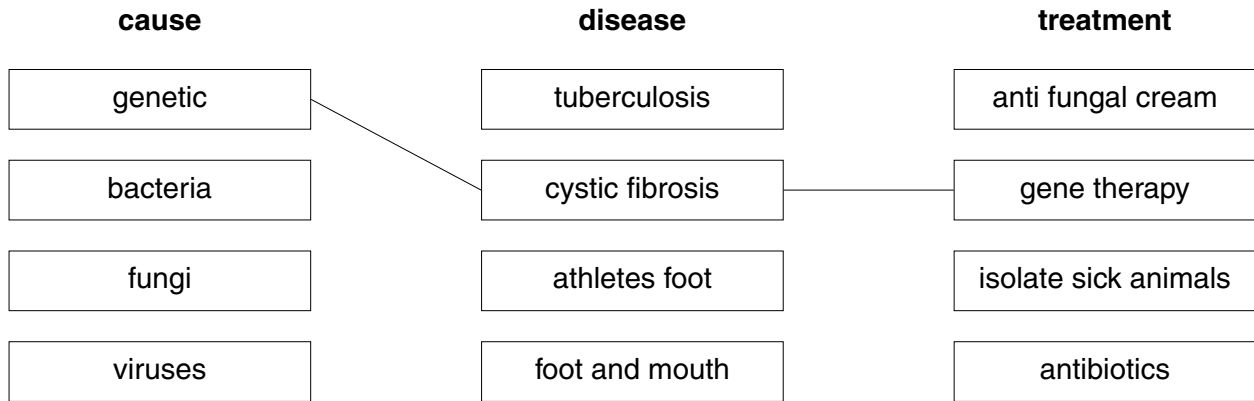 cause disease treatment
genetic tuberculosis anti fungal cream
bacteria cystic fibrosis gene therapy
fungi athletes foot isolate sick animals
viruses foot and mouth antibiotics